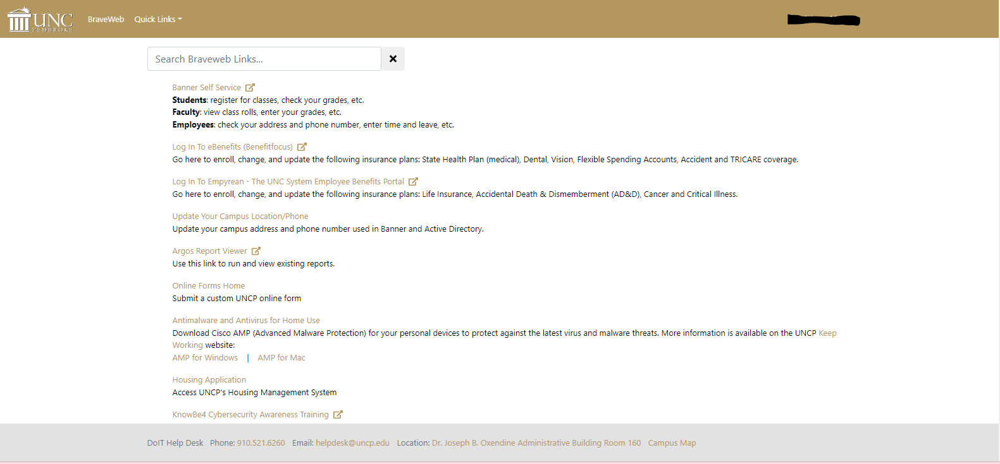 UNC
PEMBROKE
BraveWeb Quick Links
Search Braveweb Links...
Banner Self Service
Students: register for classes, check your grades, etc.
Faculty: view class rolls, enter your grades, etc.
Employees: check your address and phone number, enter time and leave, etc.
Log In To eBenefits (Benefitfocus)
Go here to enroll, change, and update the following insurance plans: State Health Plan (medical), Dental, Vision, Flexible Spending Accounts, Accident and TRICARE coverage.
Log In To Empyrean - The UNC System Employee Benefits Portal
Go here to enroll, change, and update the following insurance plans: Life Insurance, Accidental Death & Dismemberment (AD&D), Cancer and Critical Illness.
Update Your Campus Location/Phone
Update your campus address and phone number used in Banner and Active Directory.
Argos Report Viewer
Use this link to run and view existing reports.
Online Forms Home
Submit a custom UNCP online form
Antimalware and Antivirus for Home Use
Download Cisco AMP (Advanced Malware Protection) for your personal devices to protect against the latest virus and malware threats. More information is available on the UNCP Keep
Working website:
AMP for Windows | AMP for Mac
Housing Application
Access UNCP's Housing Management System
KnowBe4 Cybersecurity Awareness Training
DoIT Help Desk Phone: 910.521.6260 Email: helpdesk@uncp.edu Location: Dr. Joseph B. Oxendine Administrative Building Room 160 Campus Map